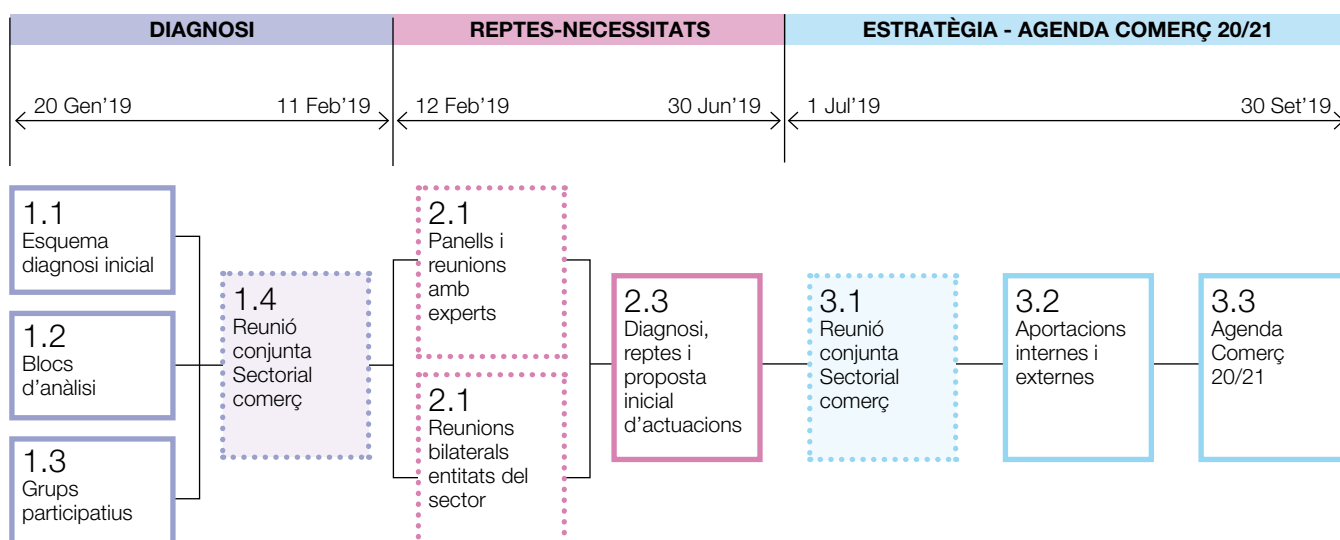 DIAGNOSI
REPTES-NECESSITATS
ESTRATÈGIA - AGENDA COMERÇ 20/21
20 Gen’19
11 Feb’19
12 Feb’19
30 Jun’19
1 Jul’19
30 Set’19
1.1
Esquema
diagnosi inicial
1.2
Blocs
d’anàlisi
1.3
Grups
participatius
1.4
Reunió
conjunta
Sectorial
comerç
2.1
Panells i
reunions
amb
experts
2.1
Reunions
bilaterals
entitats del
sector
2.3
Diagnosi,
reptes i
proposta
inicial
d’actuacions
3.1
Reunió
conjunta
Sectorial
comerç
3.2
Aportacions
internes i
externes
3.3
Agenda
Comerç
20/21